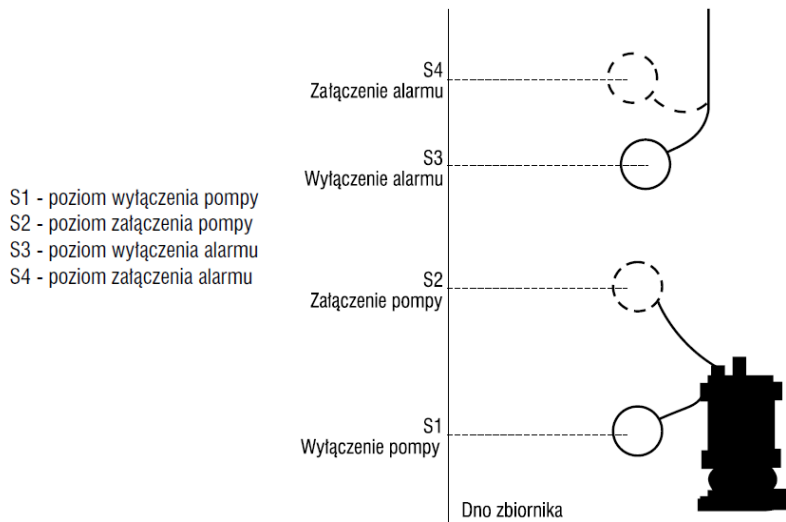 S1 - poziom wyłączenia pompy
S2 - poziom załączenia pompy
S3 - poziom wyłączenia alarmu
S4 - poziom załączenia alarmu
S4
Załączenie alarmu
S3
Wyłączenie alarmu
S2
Załączenie pompy
S1
Wyłączenie pompy
Dno zbiornika